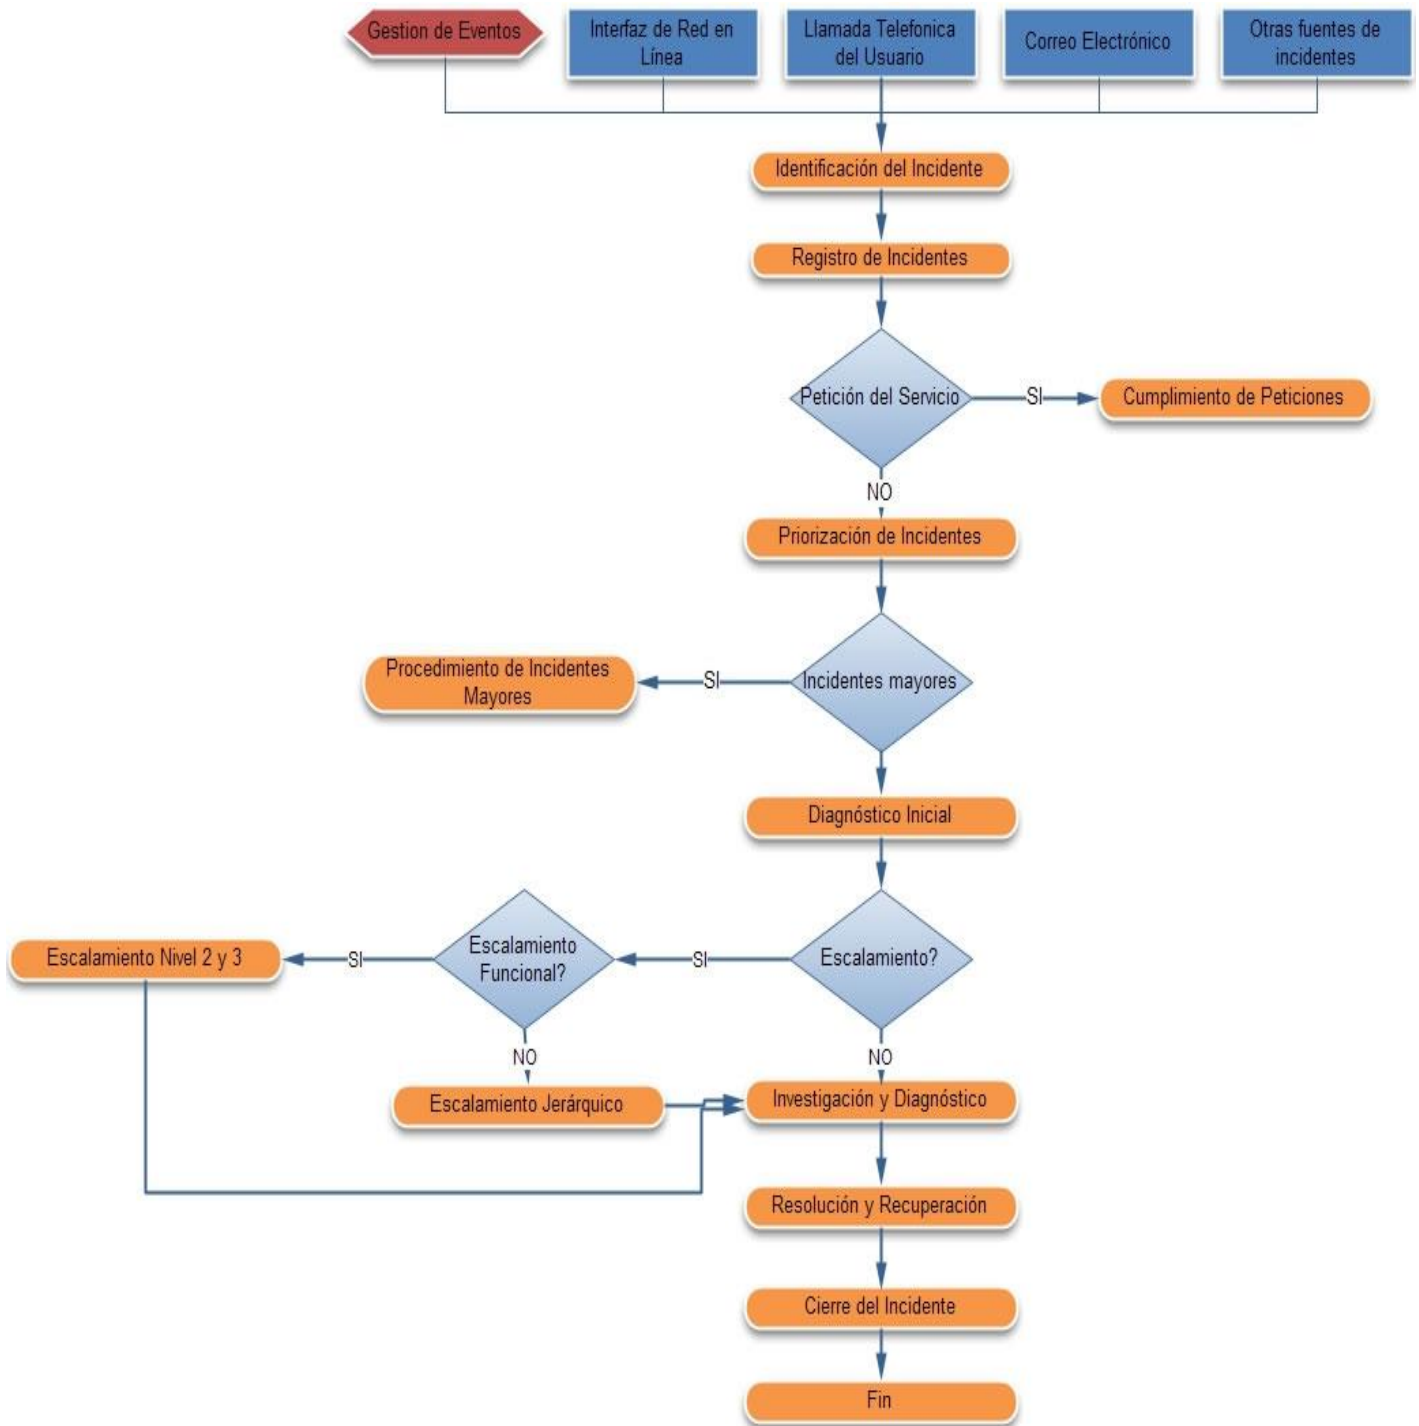 Gestion de Eventos
Interfaz de Red en
Línea
Llamada Telefonica
del Usuario
Correo Electrónico
Otras fuentes de
incidentes
Identificación del Incidente
Registro de Incidentes
Petición del Servicio
SI
Cumplimiento de Peticiones
NO
Priorización de Incidentes
Procedimiento de Incidentes
Mayores
SI
Incidentes mayores
Diagnóstico Inicial
Escalamiento Nivel 2 y 3
SI
Escalamiento
Funcional?
SI
Escalamiento?
NO
NO
Escalamiento Jerárquico
Investigación y Diagnóstico
Resolución y Recuperación
Cierre del Incidente
Fin